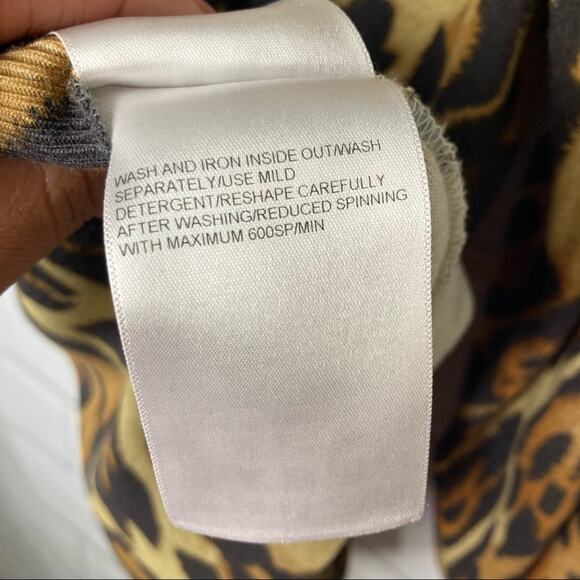 WASH AND IRON INSIDE OUT/WASH
SEPARATELY/USE MILD
DETERGENT/RESHAPE CAREFULLY
AFTER WASHING/REDUCED SPINNING
WITH MAXIMUM 600SP/MIN